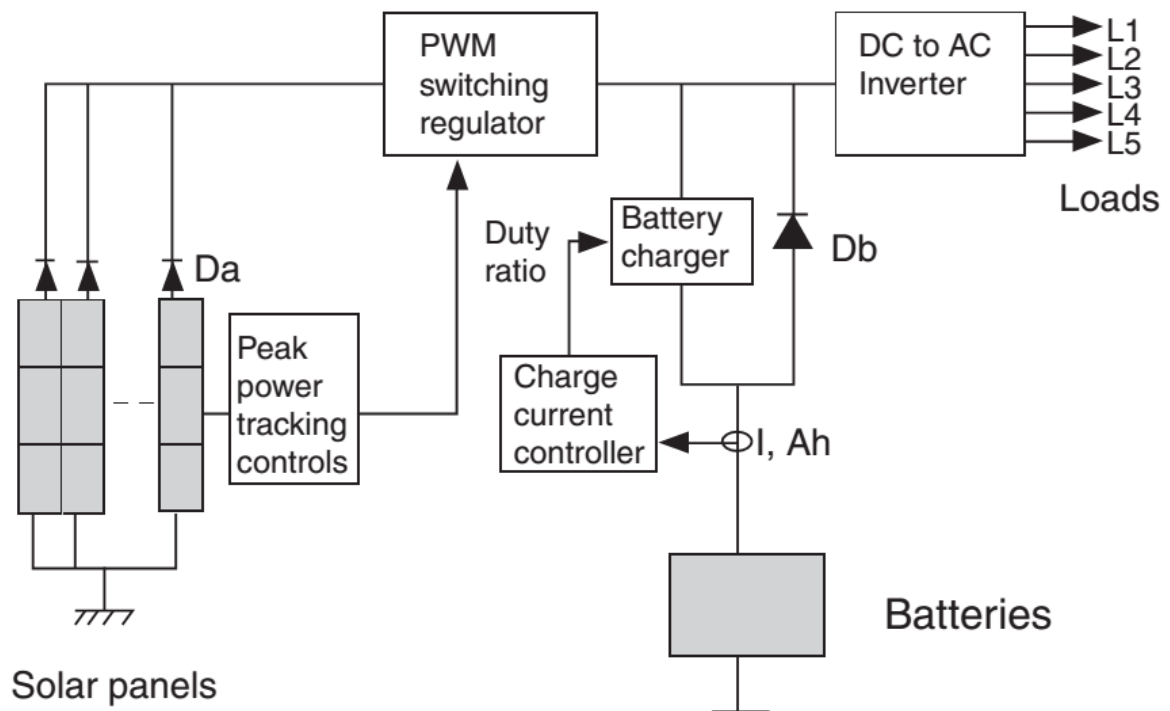 PWM
switching
regulator
DC to AC
Inverter
L1
L2
L3
L4
L5
Loads
Duty
ratio
Battery
charger
Db
Da
Peak
power
tracking
controls
Charge
current
controller
I, Ah
Batteries
Solar panels